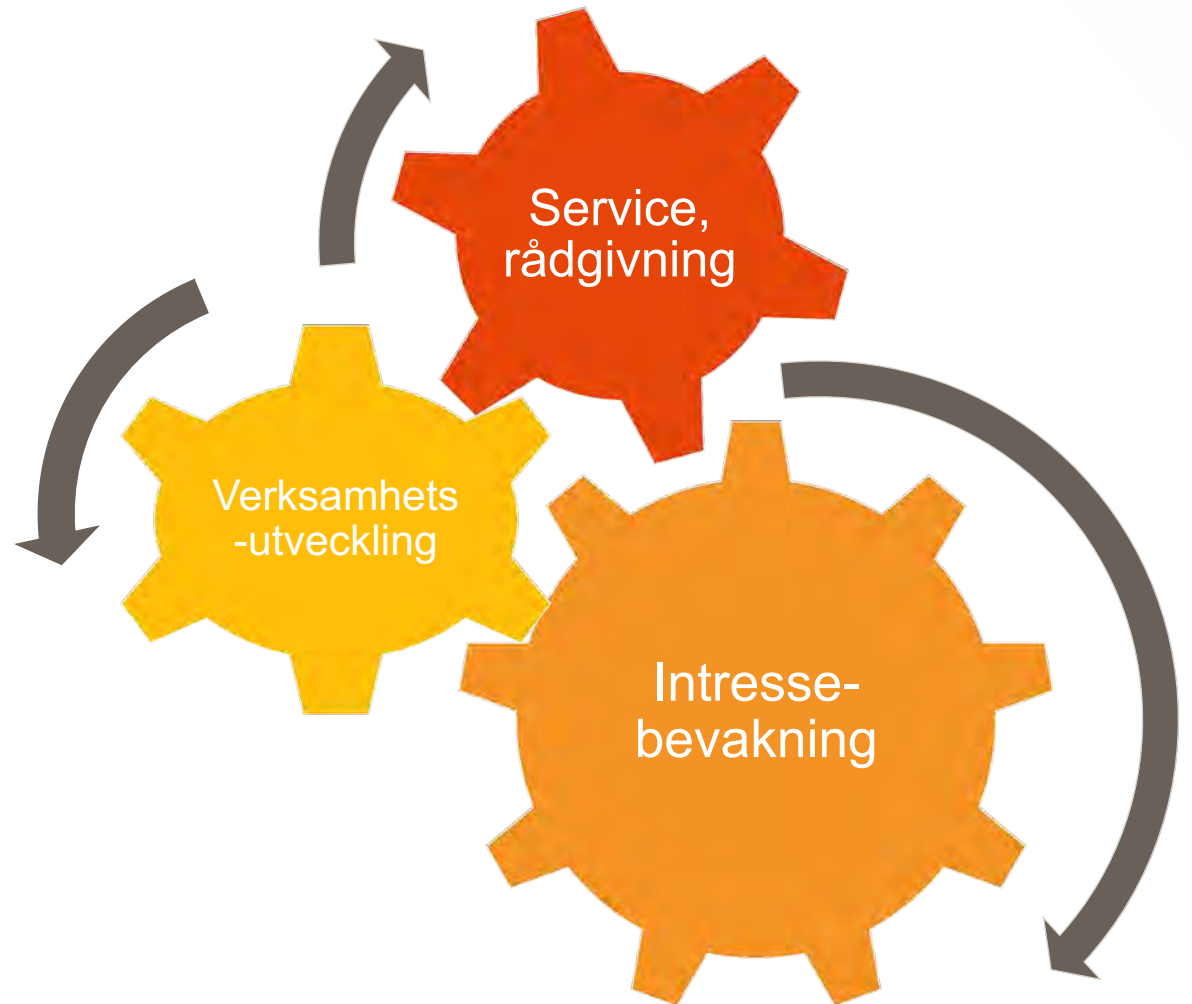 Service,
rådgivning
Verksamhets
-utveckling
Intresse-
bevakning